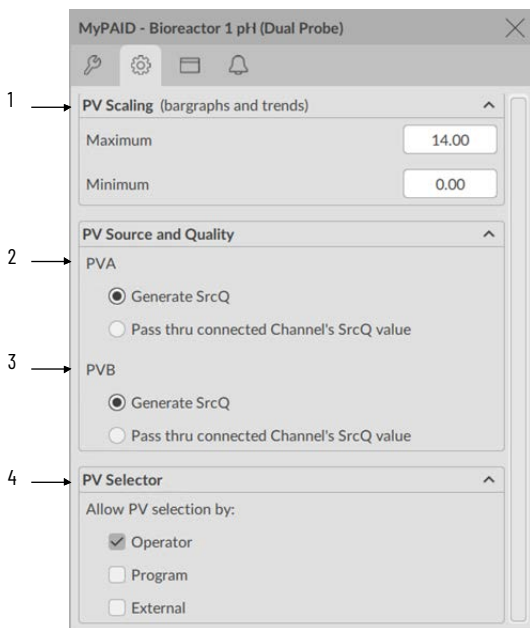 MyPAID - Bioreactor 1 pH (Dual Probe)
1
PV Scaling (bargraphs and trends)
Maximum 14.00
Minimum 0.00
PV Source and Quality
2
PVA
Generate SrcQ
Pass thru connected Channel's SrcQ value
3
PVB
Generate SrcQ
Pass thru connected Channel's SrcQ value
4
PV Selector
Allow PV selection by:
Operator
Program
External